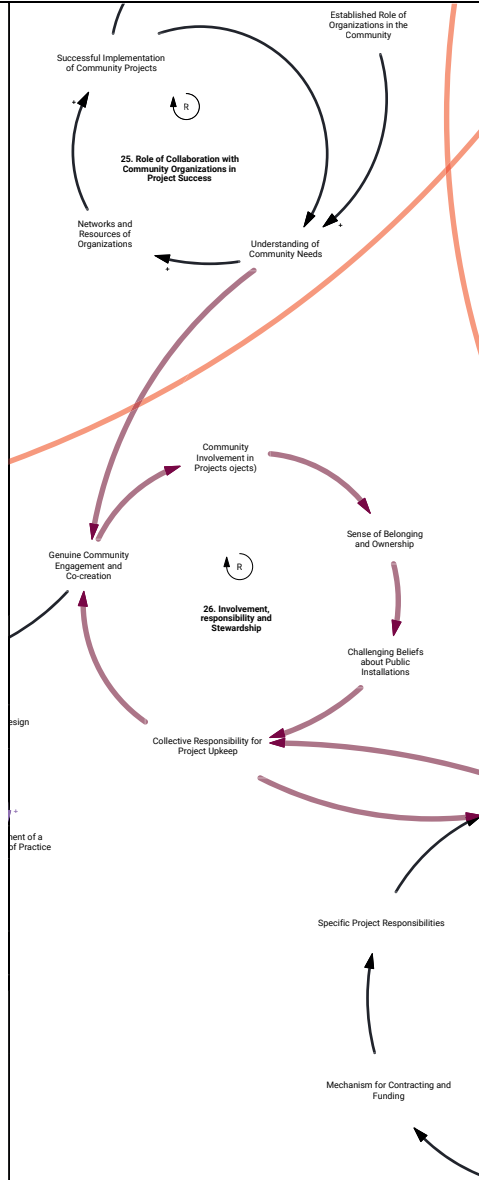 Established Role of
Organizations in the
Community
Successful Implementation
of Community Projects
+
R
25. Role of Collaboration with
Community Organizations in
Project Success
Networks and
Resources of
Organizations
+
Understanding of
Community Needs
+
Community
Involvement in
Projects ojects)
Sense of Belonging
and Ownership
Genuine Community
Engagement and
Co-creation
R
26. Involvement,
responsibility and
Stewardship
Challenging Beliefs
about Public
Installations
Collective Responsibility for
Project Upkeep
esign
+
nent of a
of Practice
Specific Project Responsibilities
Mechanism for Contracting and
Funding